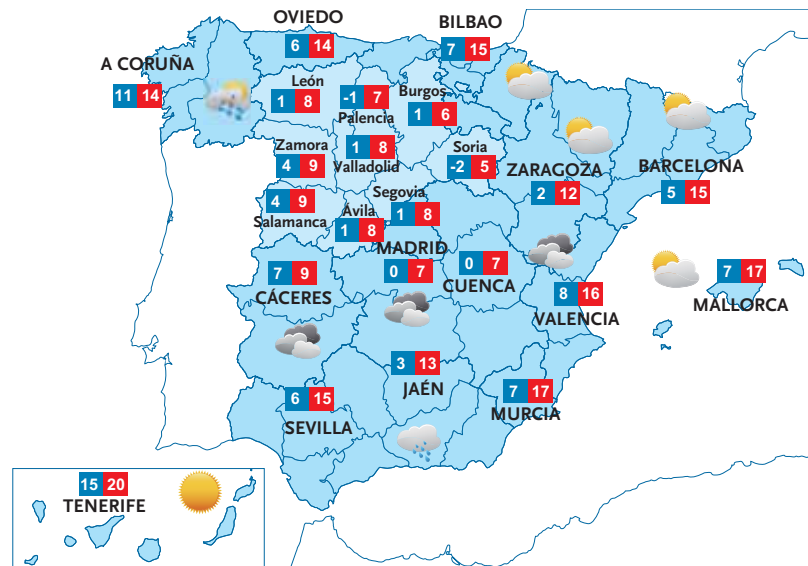 OVIEDO
6 14
BILBAO
7 15
A CORUÑA
11 14
León
1 8
-1 7
Palencia
Burgos
1 6
Zamora
4 9
1 8
Valladolid
Soria
-2 5
ZARAGOZA
2 12
BARCELONA
5 15
4 9
Salamanca
Ávila
1 8
Segovia
1 8
MADRID
0 7
0 7
CUENCA
7 9
CÁCERES
8 16
VALENCIA
7 17
MALLORCA
3 13
JAÉN
6 15
SEVILLA
7 17
MURCIA
15 20
TENERIFE